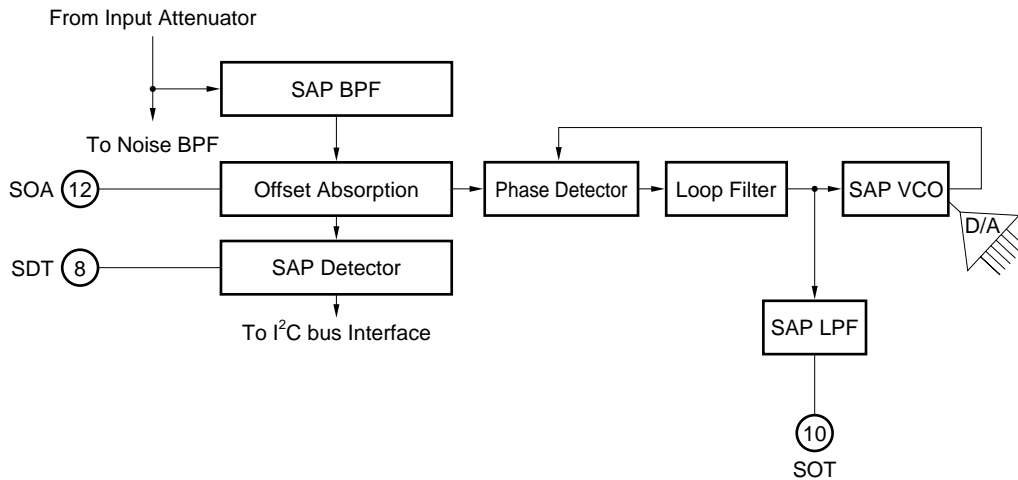 From Input Attenuator
SAP BPF
To Noise BPF
SOA 12
Offset Absorption
Phase Detector
Loop Filter
SAP VCO
D/A
SDT 8
SAP Detector
To I²C bus Interface
SAP LPF
10
SOT